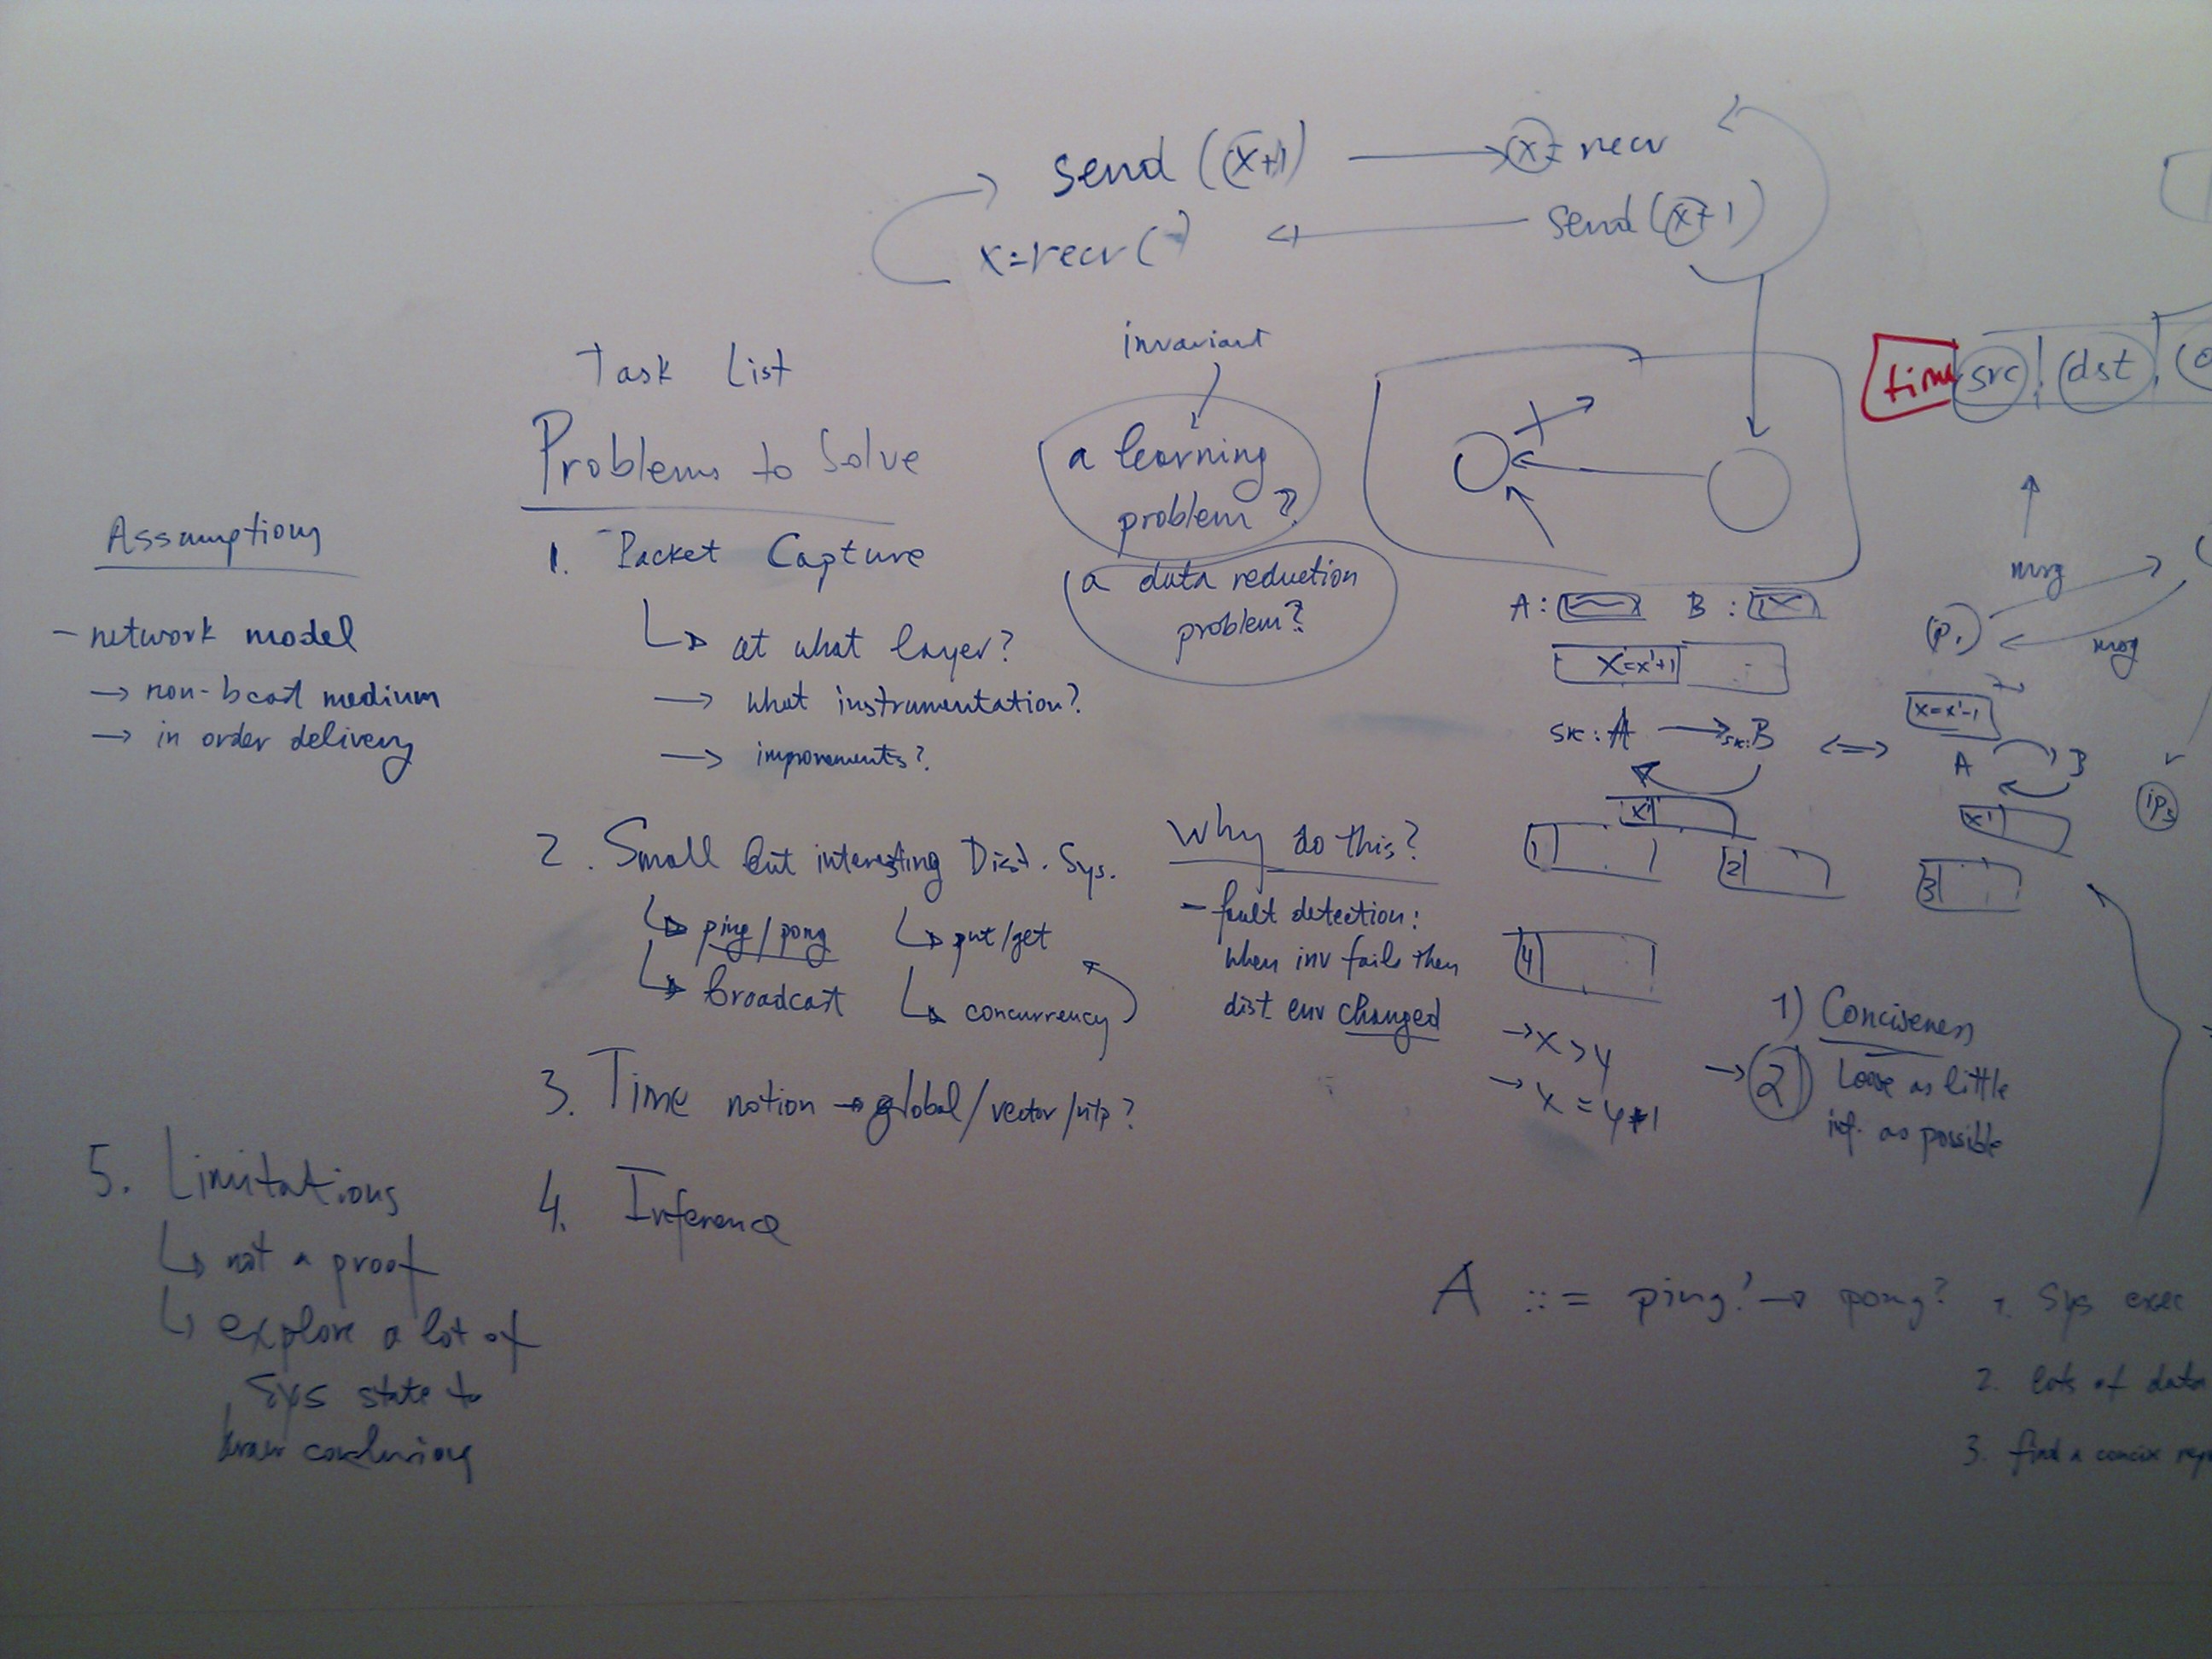 send (x+1) → x = recv
x=recv( ) ← send(x+1)
Task List
Problems to Solve
invariant
a learning
problem?
a data reduction
problem?
Assumptions
- network model
→ non-bcast medium
→ in order delivery
1. Packet Capture
↳ at what layer?
→ what instrumentation?
→ improvements?
2. Small but interesting Dist. Sys.
↳ ping/pong ↳ put/get
↳ broadcast ↳ concurrency
3. Time notion → global/vector/ntp?
4. Inference
5. Limitations
↳ not a proof
↳ explore a lot of
sys state to
draw conclusions
Why do this?
- fault detection:
when inv fails then
dist env changed
time src dst
msg
msg
A: B: x
x=x'+1
src: A → src: B <=> x=x'-1
A B
x' x'
1 2 3
4
→ x > y
→ x = y+1
1) Conciseness
→ 2) Loose as little
inf. as possible
A ::= ping! → pong? 1. Sys exec
2. lots of data
3. find a concise rep